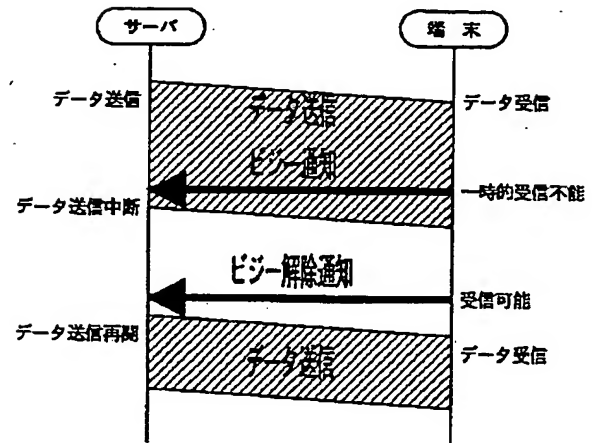 サーバ
端 末
データ送信
データ送信
データ受信
ビジー通知
一時的受信不能
データ送信中断
ビジー解除通知
受信可能
データ送信再開
データ送信
データ受信